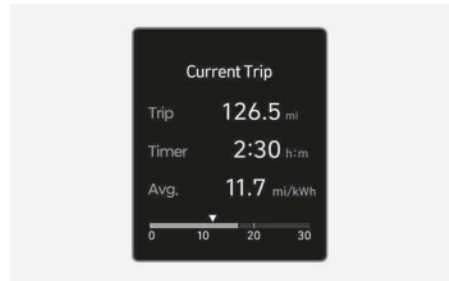 Current Trip
Trip 126.5 mi
Timer 2:30 h:m
Avg. 11.7 mi/kWh
0 10 20 30